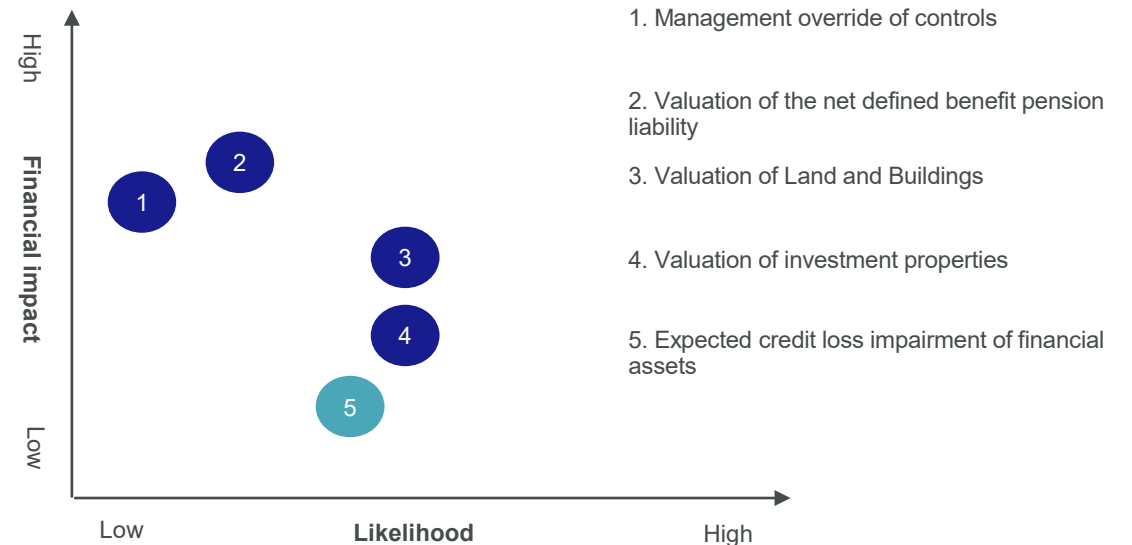 High
Financial impact
Low
1
2
3
4
5
Low
Likelihood
High
1. Management override of controls
2. Valuation of the net defined benefit pension
liability
3. Valuation of Land and Buildings
4. Valuation of investment properties
5. Expected credit loss impairment of financial
assets